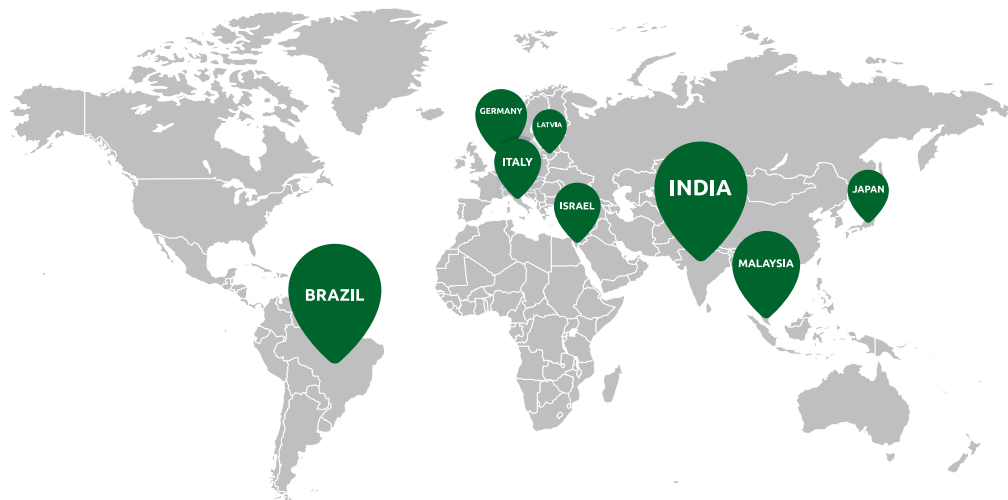 GERMANY
LATVIA
ITALY
INDIA
JAPAN
ISRAEL
MALAYSIA
BRAZIL